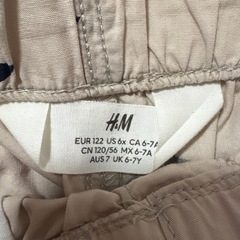 H&M
EUR 122 US 6x CA 6-7A
CN 120/56 MX 6-7A
AUS 7 UK 6-7Y